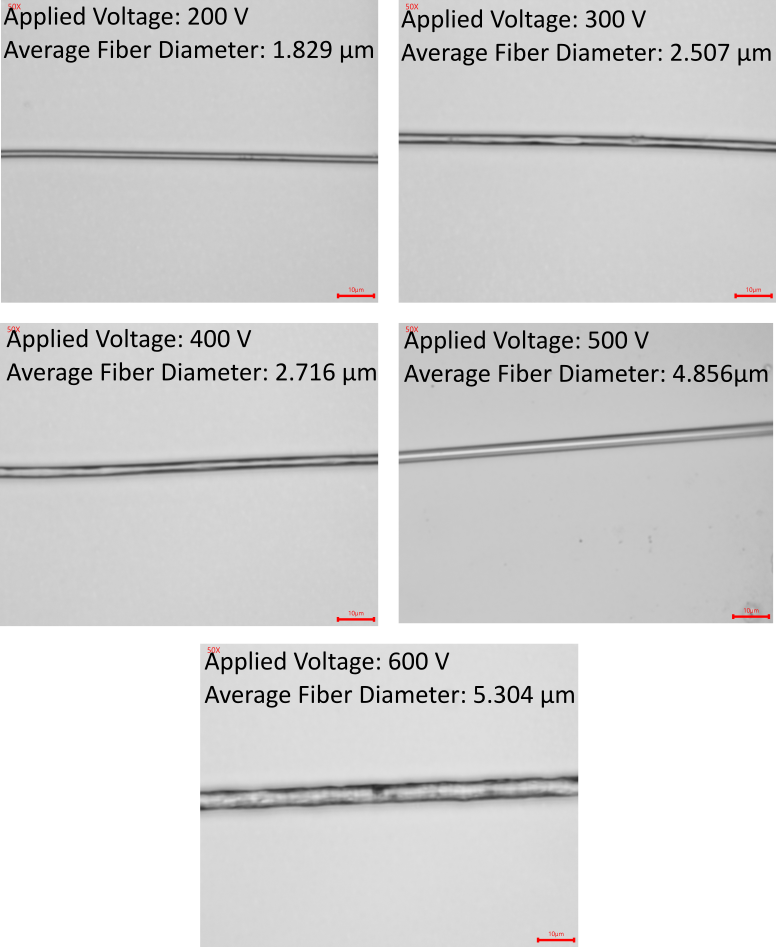 50X
Applied Voltage: 200 V
Average Fiber Diameter: 1.829 µm
10µm
50X
Applied Voltage: 300 V
Average Fiber Diameter: 2.507 µm
10µm
50X
Applied Voltage: 400 V
Average Fiber Diameter: 2.716 µm
10µm
50X
Applied Voltage: 500 V
Average Fiber Diameter: 4.856µm
10µm
50X
Applied Voltage: 600 V
Average Fiber Diameter: 5.304 µm
10µm